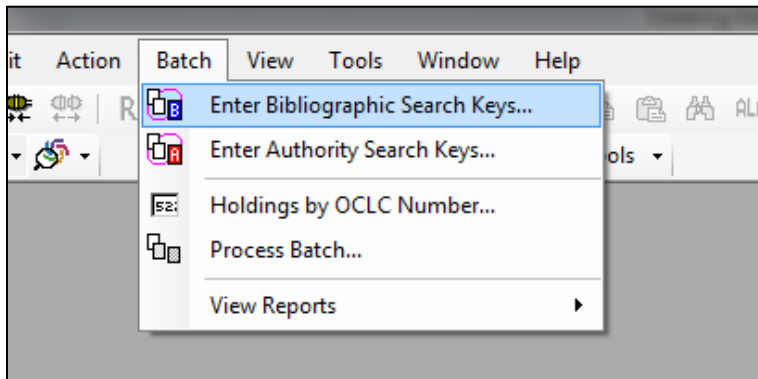 it Action Batch View Tools Window Help
R
Enter Bibliographic Search Keys...
B
Enter Authority Search Keys...
A
ols
Holdings by OCLC Number...
Process Batch...
View Reports